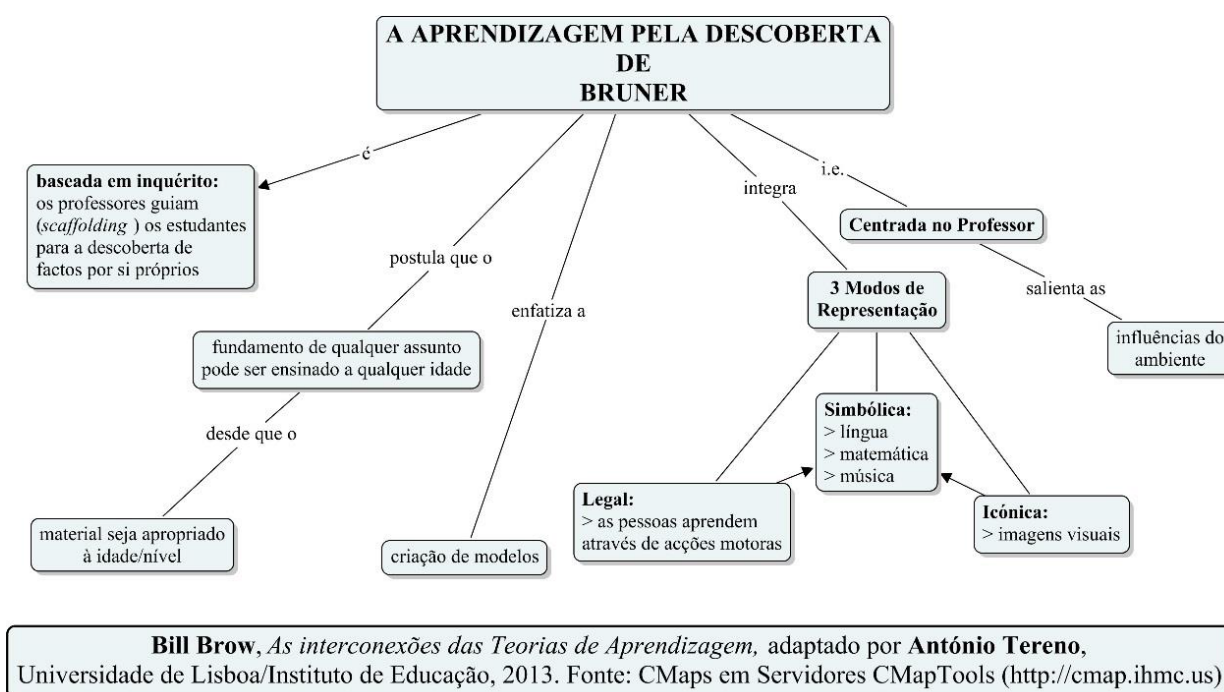 A APRENDIZAGEM PELA DESCOBERTA
DE
BRUNER
é
i.e.
baseada em inquérito:
os professores guiam
(scaffolding ) os estudantes
para a descoberta de
factos por si próprios
integra
Centrada no Professor
postula que o
3 Modos de
Representação
salienta as
enfatiza a
influências do
ambiente
fundamento de qualquer assunto
pode ser ensinado a qualquer idade
desde que o
Simbólica:
> língua
> matemática
> música
Legal:
> as pessoas aprendem
através de acções motoras
Icónica:
> imagens visuais
material seja apropriado
à idade/nível
criação de modelos
Bill Brow, As interconexões das Teorias de Aprendizagem, adaptado por António Tereno,
Universidade de Lisboa/Instituto de Educação, 2013. Fonte: CMaps em Servidores CMapTools (http://cmap.ihmc.us)